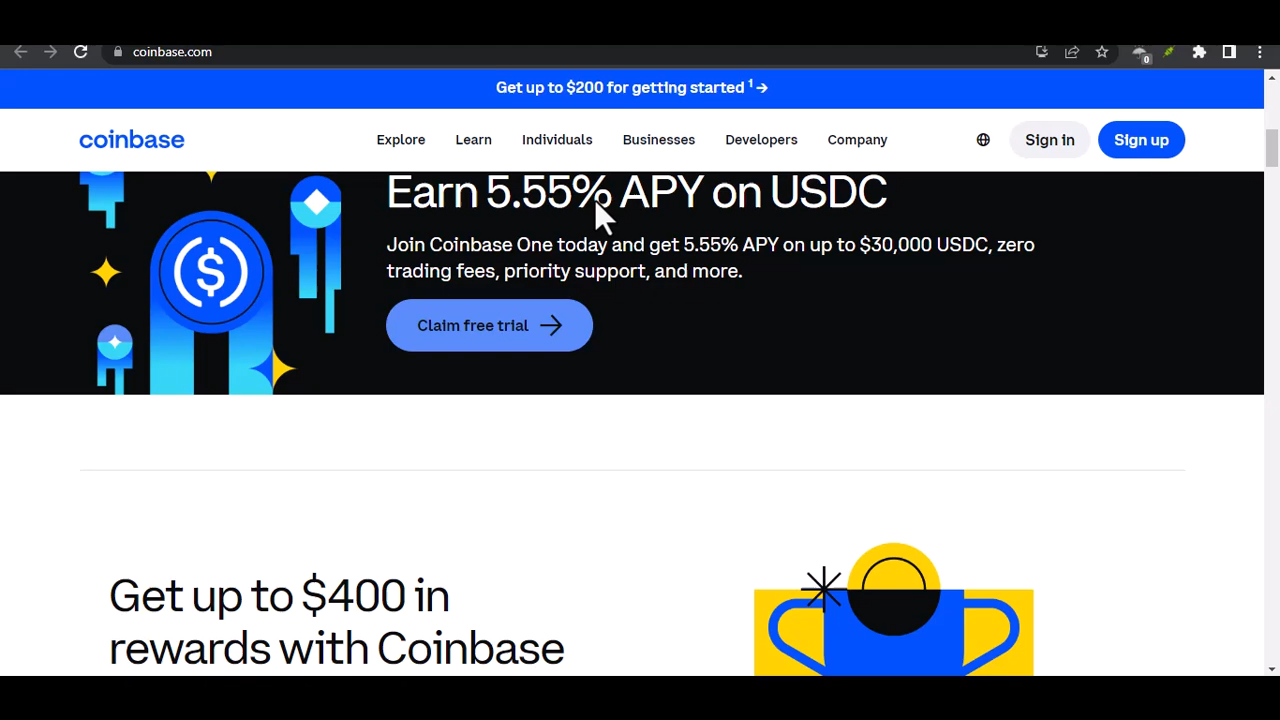 coinbase.com
0
Get up to $200 for getting started 1 →
coinbase
Explore
Learn
Individuals
Businesses
Developers
Company
Sign in
Sign up
Earn 5.55% APY on USDC
Join Coinbase One today and get 5.55% APY on up to $30,000 USDC, zero
trading fees, priority support, and more.
Claim free trial →
Get up to $400 in
rewards with Coinbase